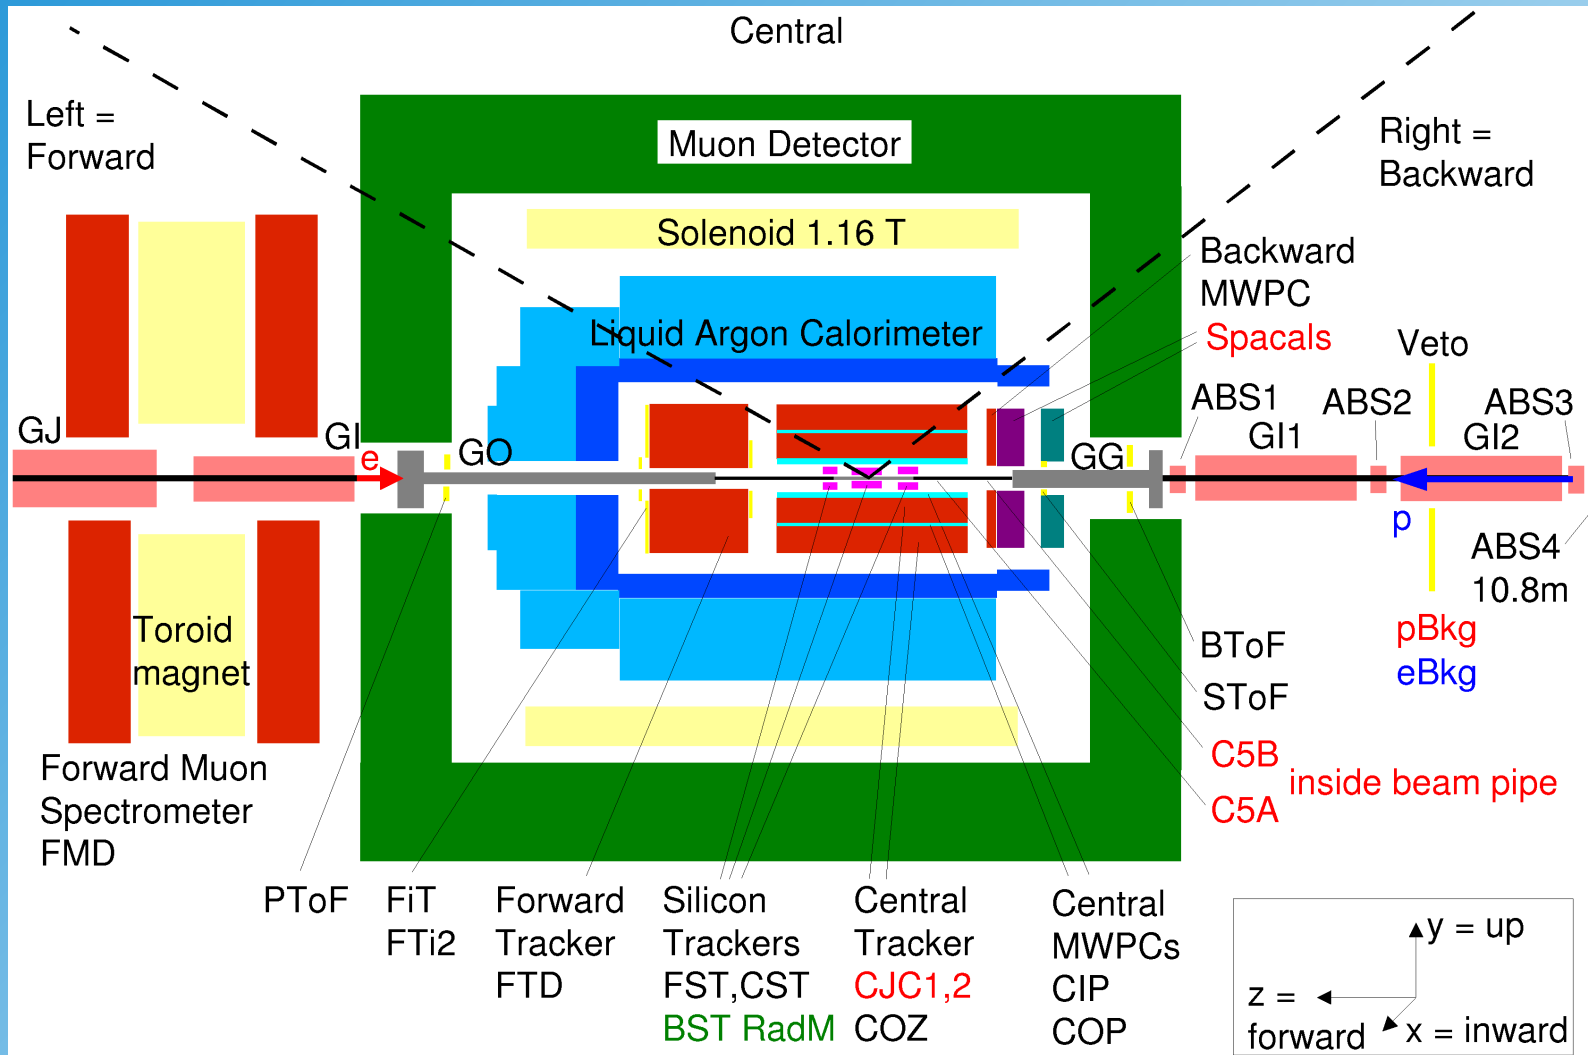 Central
Left =
Forward
Right =
Backward
Muon Detector
Solenoid 1.16 T
Backward
MWPC
Spacals
Liquid Argon Calorimeter
Veto
ABS1
ABS2
ABS3
GJ
GI
e
GO
GG
GI1
GI2
p
ABS4
10.8m
pBkg
eBkg
Toroid
magnet
BToF
SToF
C5B
C5A
inside beam pipe
Forward Muon
Spectrometer
FMD
PToF
FiT
FTi2
Forward
Tracker
FTD
Silicon
Trackers
FST,CST
BST RadM
Central
Tracker
CJC1,2
COZ
Central
MWPCs
CIP
COP
y = up
z =
forward
x = inward